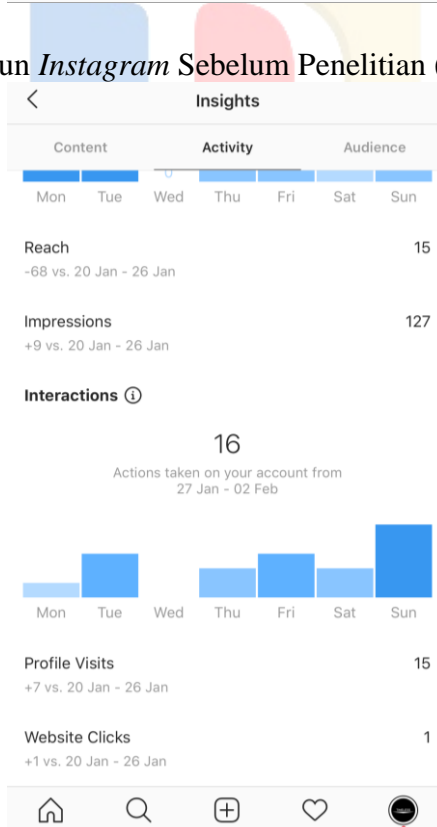 un Instagram Sebelum Penelitian (
Insights
Content Activity Audience
0
Mon Tue Wed Thu Fri Sat Sun
Reach 15
-68 vs. 20 Jan - 26 Jan
Impressions 127
+9 vs. 20 Jan - 26 Jan
Interactions
16
Actions taken on your account from
27 Jan - 02 Feb
Mon Tue Wed Thu Fri Sat Sun
Profile Visits 15
+7 vs. 20 Jan - 26 Jan
Website Clicks 1
+1 vs. 20 Jan - 26 Jan